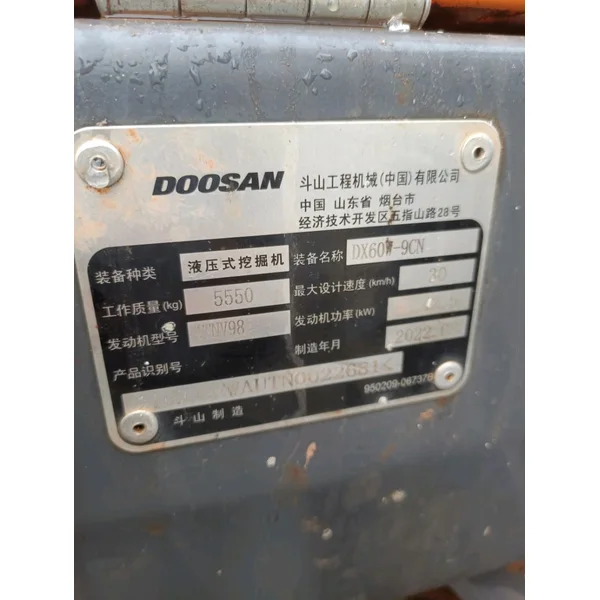 DOOSAN
斗山工程机械(中国)有限公司
中国 山东省 烟台市
经济技术开发区五指山路28号
装备种类 液压式挖掘机 装备名称 DX60W-9CN
工作质量(kg) 5550 最大设计速度(km/h) 30
发动机型号 发动机功率(kW)
产品识别号 制造年月 2022
斗山制造